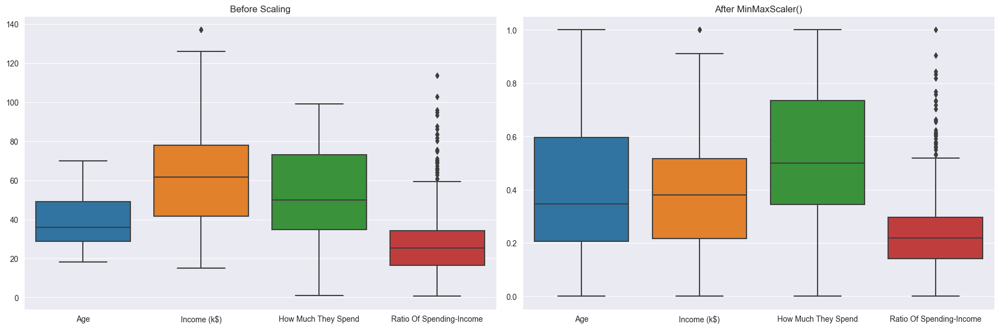 Before Scaling
140
120
100
80
60
40
20
0
Age
Income (k$)
How Much They Spend
Ratio Of Spending-Income
After MinMaxScaler()
1.0
0.8
0.6
0.4
0.2
0.0
Age
Income (k$)
How Much They Spend
Ratio Of Spending-Income